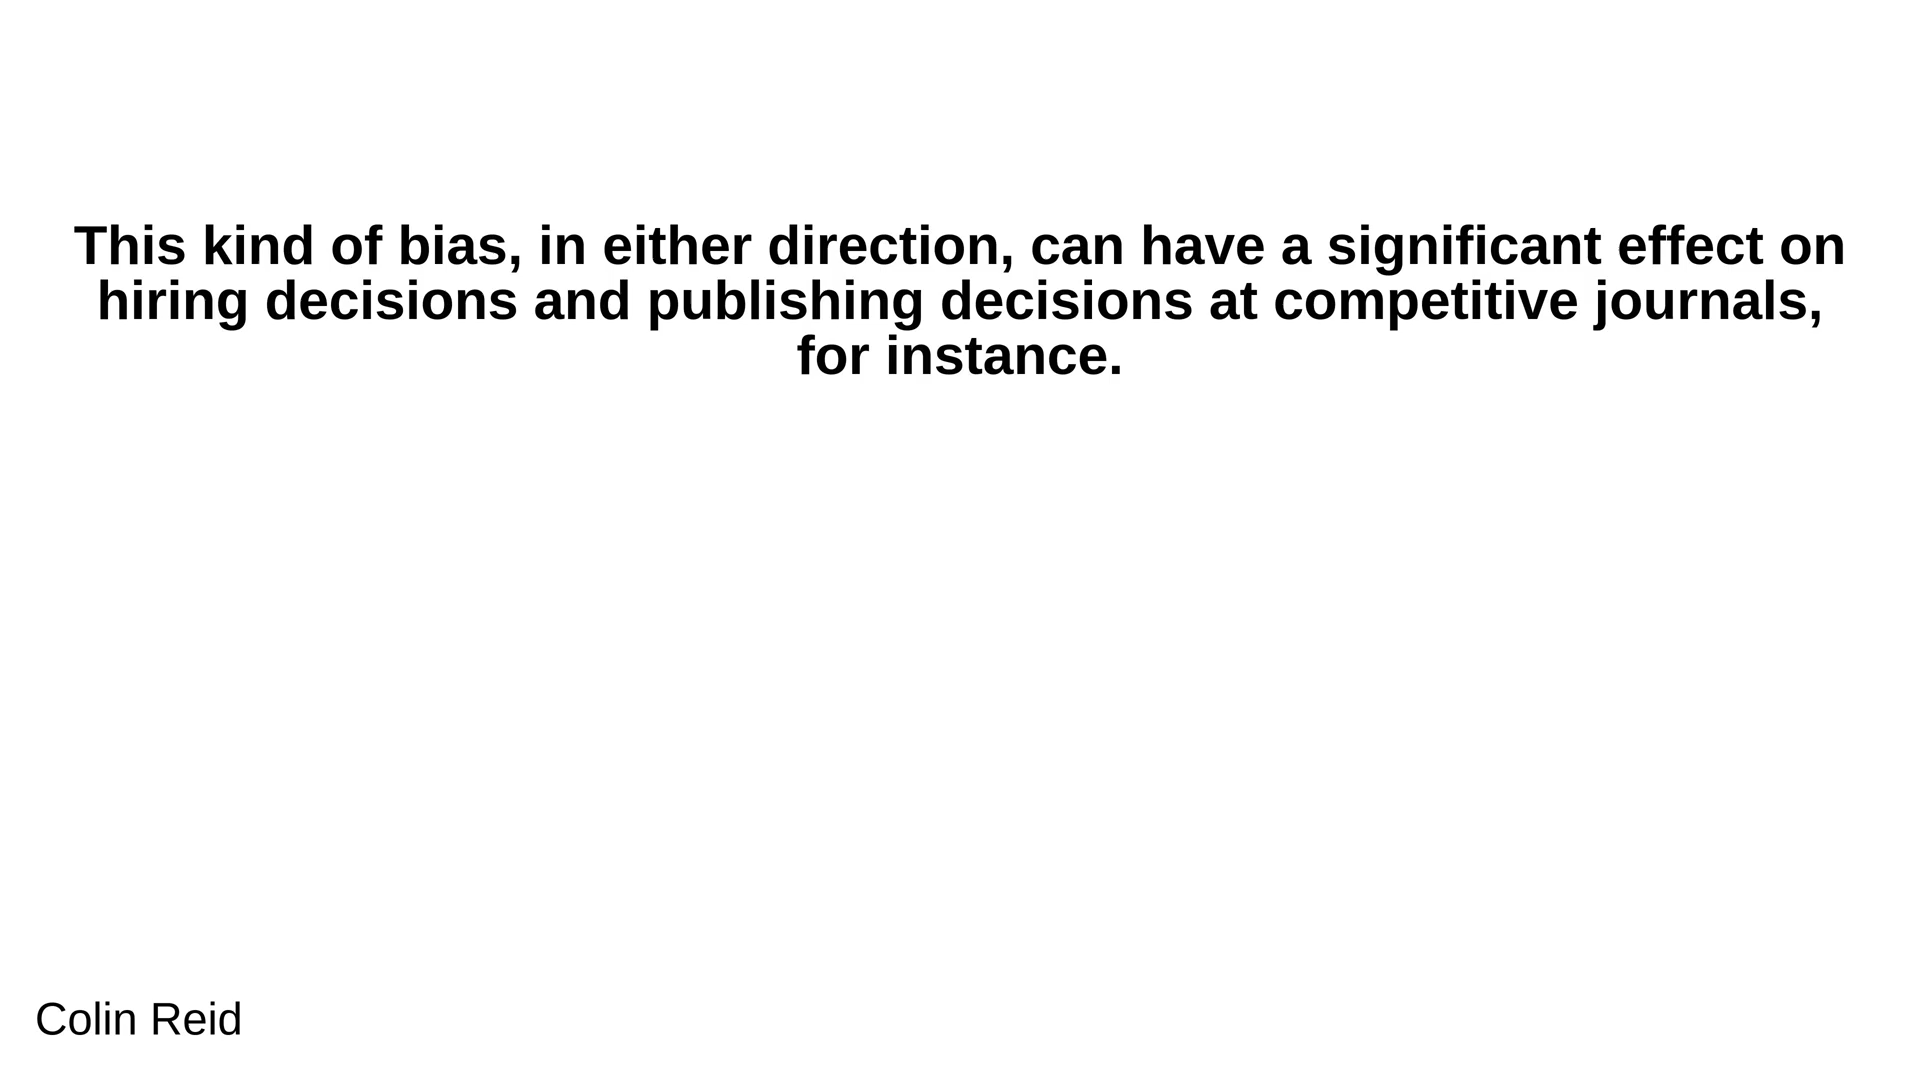 This kind of bias, in either direction, can have a significant effect on
hiring decisions and publishing decisions at competitive journals,
for instance.
Colin Reid